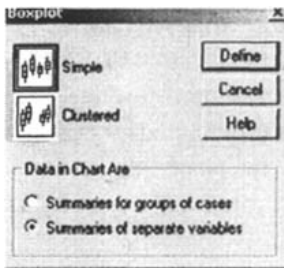 Boxplot
Simple
Clustered
Define
Cancel
Help
Data in Chart Are
Summaries for groups of cases
Summaries of separate variables